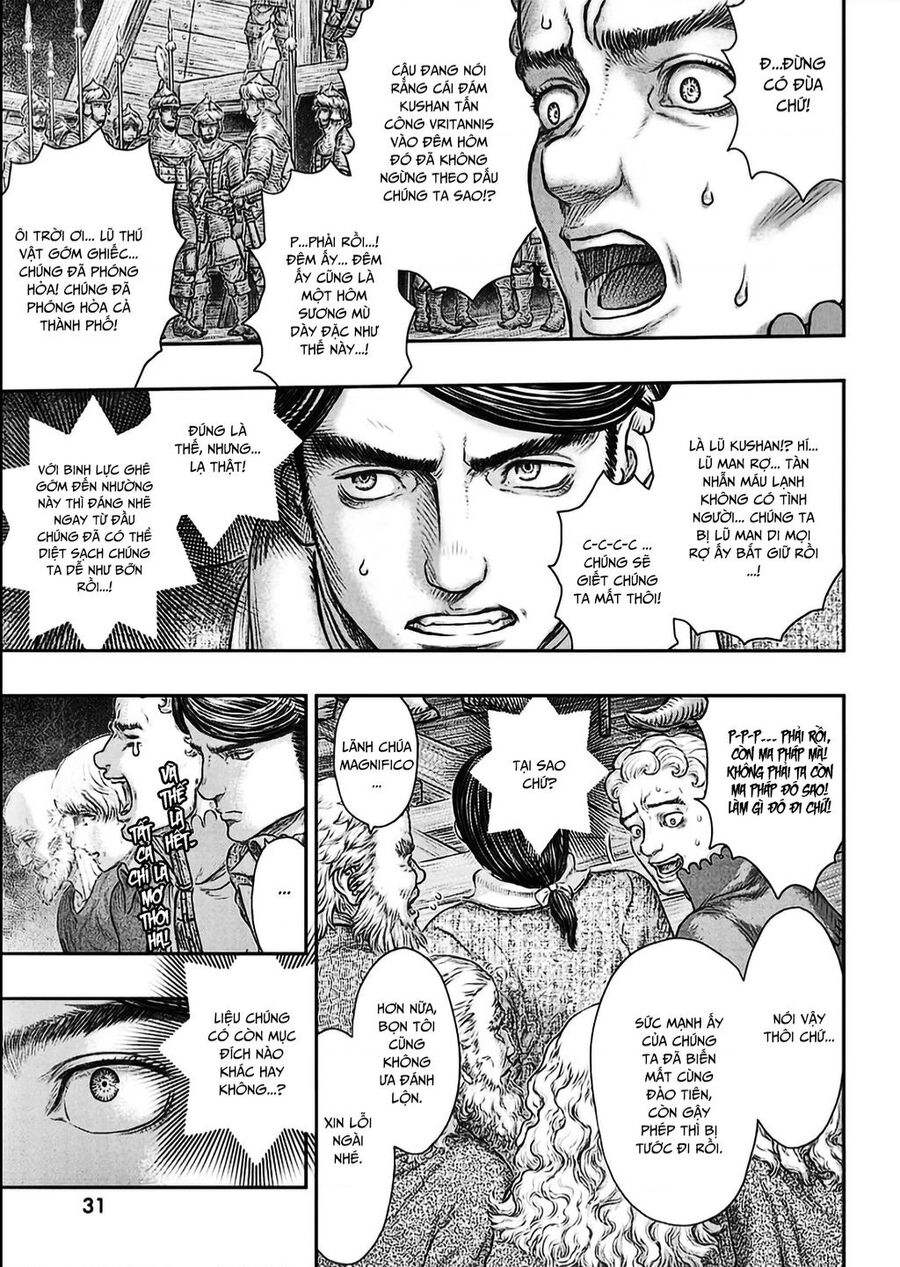 Đ...ĐỪNG
CÓ ĐÙA
CHỨ!
CẬU ĐANG NÓI
RẰNG CÁI ĐÁM
KUSHAN TẤN
CÔNG VRITANNIS
VÀO ĐÊM HÔM
ĐÓ ĐÃ KHÔNG
NGỪNG THEO DẤU
CHÚNG TA SAO!?
P...PHẢI RỒI...!
ĐÊM ẤY... ĐÊM
ẤY CŨNG LÀ
MỘT HÔM
SƯƠNG MÙ
DÀY ĐẶC NHƯ
THẾ NÀY...!
ÔI TRỜI ƠI... LŨ THÚ
VẬT GỚM GHIẾC...
CHÚNG ĐÃ PHÓNG
HỎA! CHÚNG ĐÃ
PHÓNG HỎA CẢ
THÀNH PHỐ!
LÀ LŨ KUSHAN!? HÍ...
LŨ MAN RỢ... TÀN
NHẪN MÁU LẠNH
KHÔNG CÓ TÌNH
NGƯỜI... CHÚNG TA
BỊ LŨ MAN DI MỌI
RỢ ẤY BẮT GIỮ RỒI
...!
C-C-C-C ...
CHÚNG SẼ
GIẾT CHÚNG
TA MẤT THÔI!
ĐÚNG LÀ
THẾ, NHƯNG...
LẠ THẬT!
VỚI BINH LỰC GHÊ
GỚM ĐẾN NHƯỜNG
NÀY THÌ ĐÁNG NHẼ
NGAY TỪ ĐẦU
CHÚNG ĐÃ CÓ THỂ
DIỆT SẠCH CHÚNG
TA DỄ NHƯ BỠN
RỒI...!
P-P-P... PHẢI RỒI,
CÒN MA PHÁP MÀ!
KHÔNG PHẢI TA CÒN
MA PHÁP ĐÓ SAO!
LÀM GÌ ĐÓ ĐI CHỨ!
TẠI SAO
CHỨ?
LÃNH CHÚA
MAGNIFICO
...
NÓI VẬY
THÔI CHỨ...
SỨC MẠNH ẤY
CỦA CHÚNG
TA ĐÃ BIẾN
MẤT CÙNG
ĐÀO TIÊN,
CÒN GẬY
PHÉP THÌ BỊ
TƯỚC ĐI RỒI.
HƠN NỮA,
BỌN TÔI
CŨNG
KHÔNG
ƯA ĐÁNH
LỘN.
XIN LỖI
NGÀI
NHÉ.
VÀ THẾ LÀ HẾT...
TẤT CẢ CHỈ LÀ MƠ THÔI HA!
...
LIỆU CHÚNG
CÓ CÒN MỤC
ĐÍCH NÀO
KHÁC HAY
KHÔNG...?
31